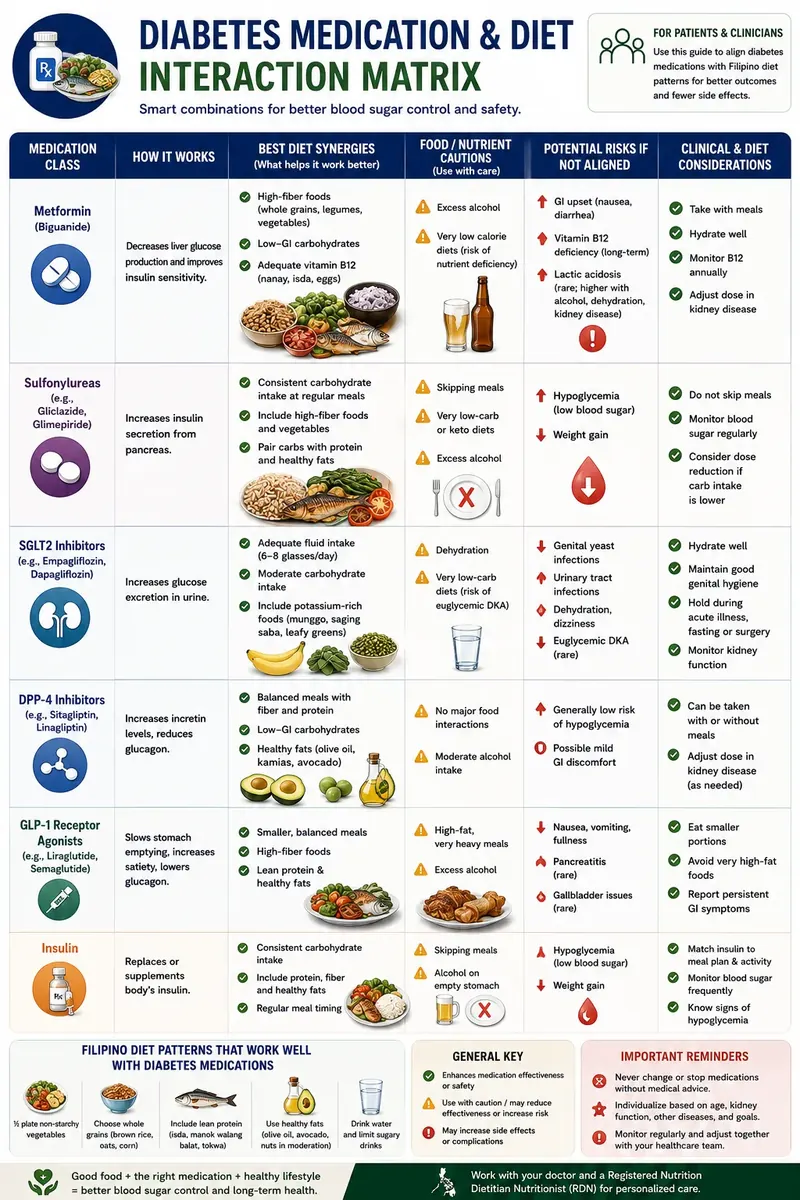 DIABETES MEDICATION & DIET
INTERACTION MATRIX
Smart combinations for better blood sugar control and safety.
FOR PATIENTS & CLINICIANS
Use this guide to align diabetes
medications with Filipino diet
patterns for better outcomes
and fewer side effects.
MEDICATION
CLASS
HOW IT WORKS
BEST DIET SYNERGIES
(What helps it work better)
FOOD / NUTRIENT
CAUTIONS
(Use with care)
POTENTIAL RISKS IF
NOT ALIGNED
CLINICAL & DIET
CONSIDERATIONS
Metformin
(Biguanide)
Decreases liver glucose
production and improves
insulin sensitivity.
High-fiber foods
(whole grains, legumes,
vegetables)
Low–GI carbohydrates
Adequate vitamin B12
(nanay, isda, eggs)
Excess alcohol
Very low calorie
diets (risk of
nutrient deficiency)
GI upset (nausea,
diarrhea)
Vitamin B12
deficiency (long-term)
Lactic acidosis
(rare; higher with
alcohol, dehydration,
kidney disease)
Take with meals
Hydrate well
Monitor B12
annually
Adjust dose in
kidney disease
Sulfonylureas
(e.g., Gliclazide,
Glimepiride)
Increases insulin
secretion from
pancreas.
Consistent carbohydrate
intake at regular meals
Include high-fiber foods
and vegetables
Pair carbs with protein
and healthy fats
Skipping meals
Very low-carb
or keto diets
Excess alcohol
Hypoglycemia
(low blood sugar)
Weight gain
Do not skip meals
Monitor blood
sugar regularly
Consider dose
reduction if
carb intake
is lower
SGLT2 Inhibitors
(e.g., Empagliflozin,
Dapagliflozin)
Increases glucose
excretion in urine.
Adequate fluid intake
(6–8 glasses/day)
Moderate carbohydrate
intake
Include potassium-rich
foods (munggo, saging
saba, leafy greens)
Dehydration
Very low-carb
diets (risk of
euglycemic DKA)
Genital yeast
infections
Urinary tract
infections
Dehydration,
dizziness
Euglycemic DKA
(rare)
Hydrate well
Maintain good
genital hygiene
Hold during
acute illness,
fasting or surgery
Monitor kidney
function
DPP-4 Inhibitors
(e.g., Sitagliptin,
Linagliptin)
Increases incretin
levels, reduces
glucagon.
Balanced meals with
fiber and protein
Low–GI carbohydrates
Healthy fats (olive oil,
kamias, avocado)
No major food
interactions
Moderate alcohol
intake
Generally low risk
of hypoglycemia
Possible mild
GI discomfort
Can be taken
with or without
meals
Adjust dose in
kidney disease
(as needed)
GLP-1 Receptor
Agonists
(e.g., Liraglutide,
Semaglutide)
Slows stomach
emptying, increases
satiety, lowers
glucagon.
Smaller, balanced meals
High-fiber foods
Lean protein &
healthy fats
High-fat,
very heavy meals
Excess alcohol
Nausea, vomiting,
fullness
Pancreatitis
(rare)
Gallbladder issues
(rare)
Eat smaller
portions
Avoid very high-fat
foods
Report persistent
GI symptoms
Insulin
Replaces or
supplements
body's insulin.
Consistent carbohydrate
intake
Include protein, fiber
and healthy fats
Regular meal timing
Skipping meals
Alcohol on
empty stomach
Hypoglycemia
(low blood sugar)
Weight gain
Match insulin to
meal plan & activity
Monitor blood sugar
frequently
Know signs of
hypoglycemia
FILIPINO DIET PATTERNS THAT WORK WELL
WITH DIABETES MEDICATIONS
½ plate non-starchy
vegetables
Choose whole
grains (brown rice,
oats, corn)
Include lean protein
(isda, manok walang
balat, tokwa)
Use healthy fats
(olive oil, avocado,
nuts in moderation)
Drink water
and limit sugary
drinks
GENERAL KEY
Enhances medication effectiveness
or safety
Use with caution / may reduce
effectiveness or increase risk
May increase side effects
or complications
IMPORTANT REMINDERS
Never change or stop medications
without medical advice.
Individualize based on age, kidney
function, other diseases, and goals.
Monitor regularly and adjust together
with your healthcare team.
Good food + the right medication + healthy lifestyle
= better blood sugar control and long-term health.
Work with your doctor and a Registered Nutrition
Dietitian Nutritionist (RDN) for personalized care.